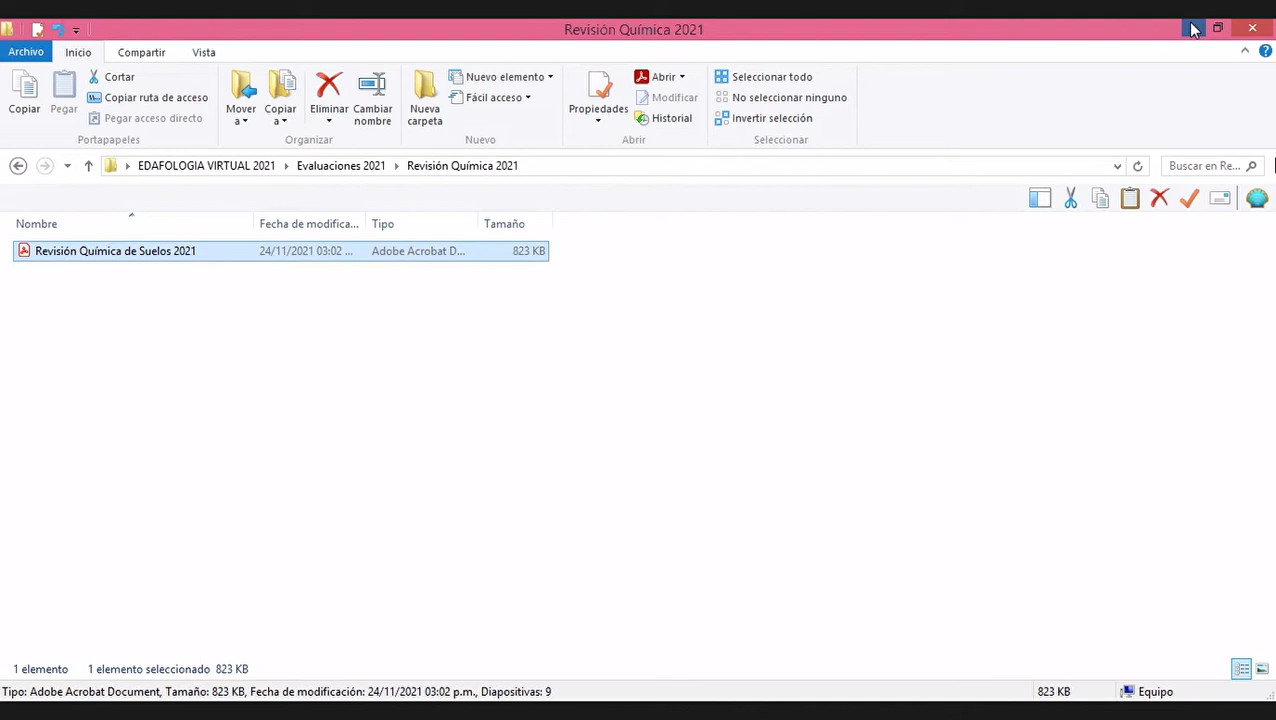 Revisión Química 2021
Archivo Inicio Compartir Vista
Copiar
Pegar
Cortar
Copiar ruta de acceso
Pegar acceso directo
Portapapeles
Mover a
Copiar a
Eliminar
Cambiar nombre
Organizar
Nueva carpeta
Nuevo elemento
Fácil acceso
Nuevo
Propiedades
Abrir
Modificar
Historial
Abrir
Seleccionar todo
No seleccionar ninguno
Invertir selección
Seleccionar
EDAFOLOGIA VIRTUAL 2021 Evaluaciones 2021 Revisión Química 2021
Buscar en Re...
Nombre Fecha de modifica... Tipo Tamaño
Revisión Química de Suelos 2021 24/11/2021 03:02 ... Adobe Acrobat D... 823 KB
1 elemento 1 elemento seleccionado 823 KB
Tipo: Adobe Acrobat Document, Tamaño: 823 KB, Fecha de modificación: 24/11/2021 03:02 p.m., Diapositivas: 9 823 KB Equipo